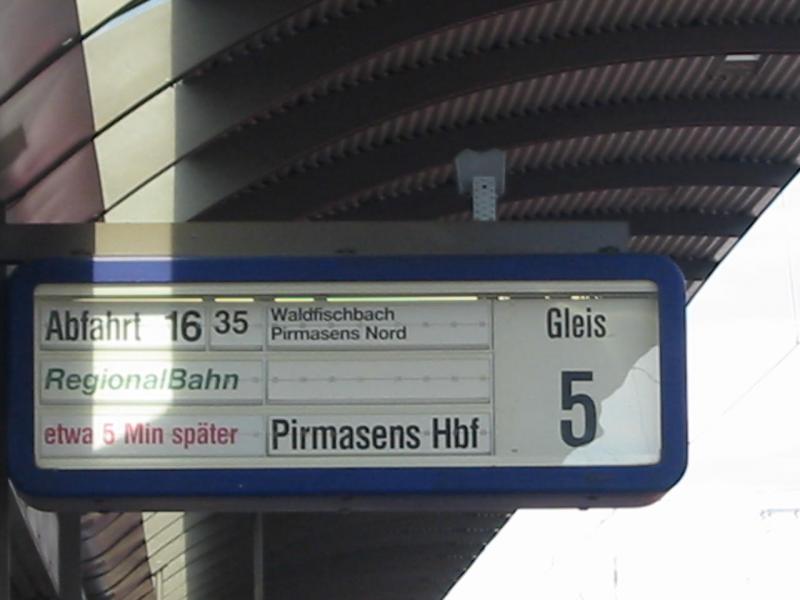 Abfahrt 16 35
Waldfischbach
Pirmasens Nord
RegionalBahn
etwa 5 Min später
Pirmasens Hbf
Gleis
5